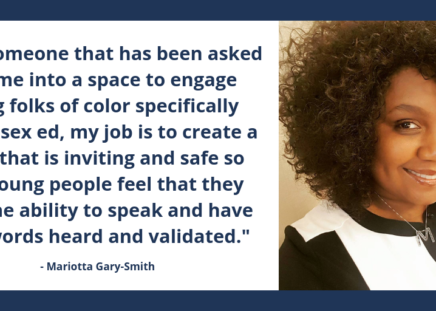 omeone that has been asked
me into a space to engage
g folks of color specifically
sex ed, my job is to create a
that is inviting and safe so
oung people feel that they
he ability to speak and have
words heard and validated."
- Mariotta Gary-Smith